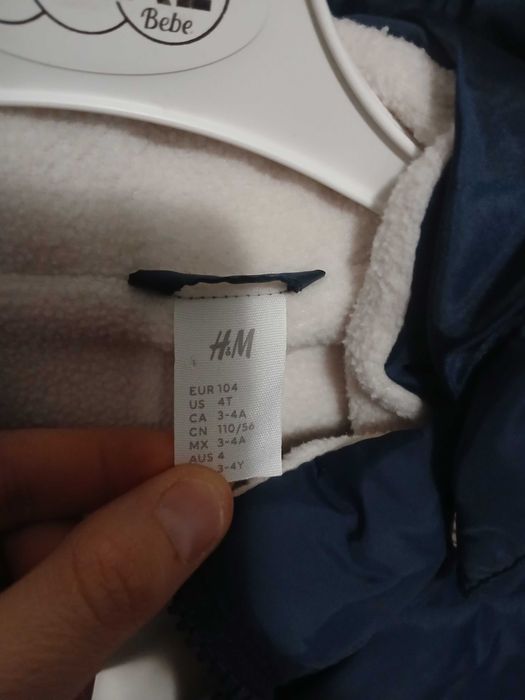 Bebe
H&M
EUR 104
US 4T
CA 3-4A
CN 110/56
MX 3-4A
AUS 4
3-4Y